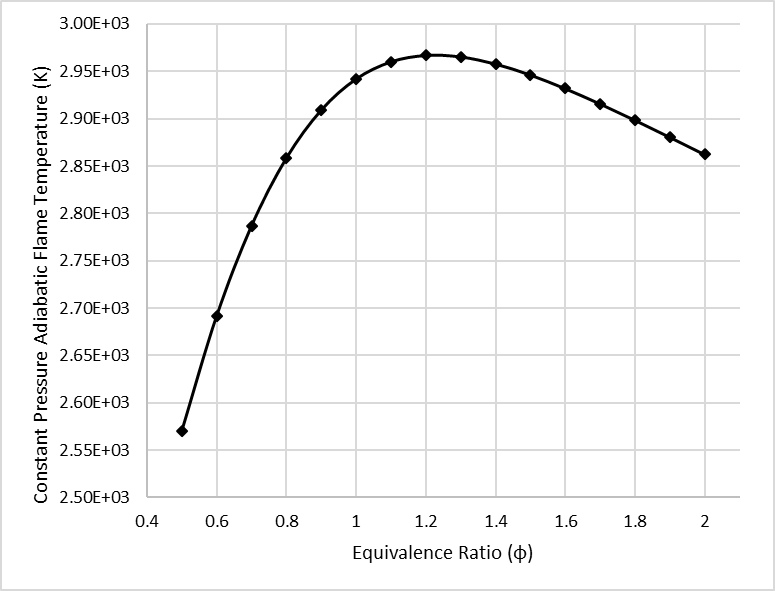 Constant Pressure Adiabatic Flame Temperature (K)
3.00E+03
2.95E+03
2.90E+03
2.85E+03
2.80E+03
2.75E+03
2.70E+03
2.65E+03
2.60E+03
2.55E+03
2.50E+03
0.4 0.6 0.8 1 1.2 1.4 1.6 1.8 2
Equivalence Ratio (ϕ)